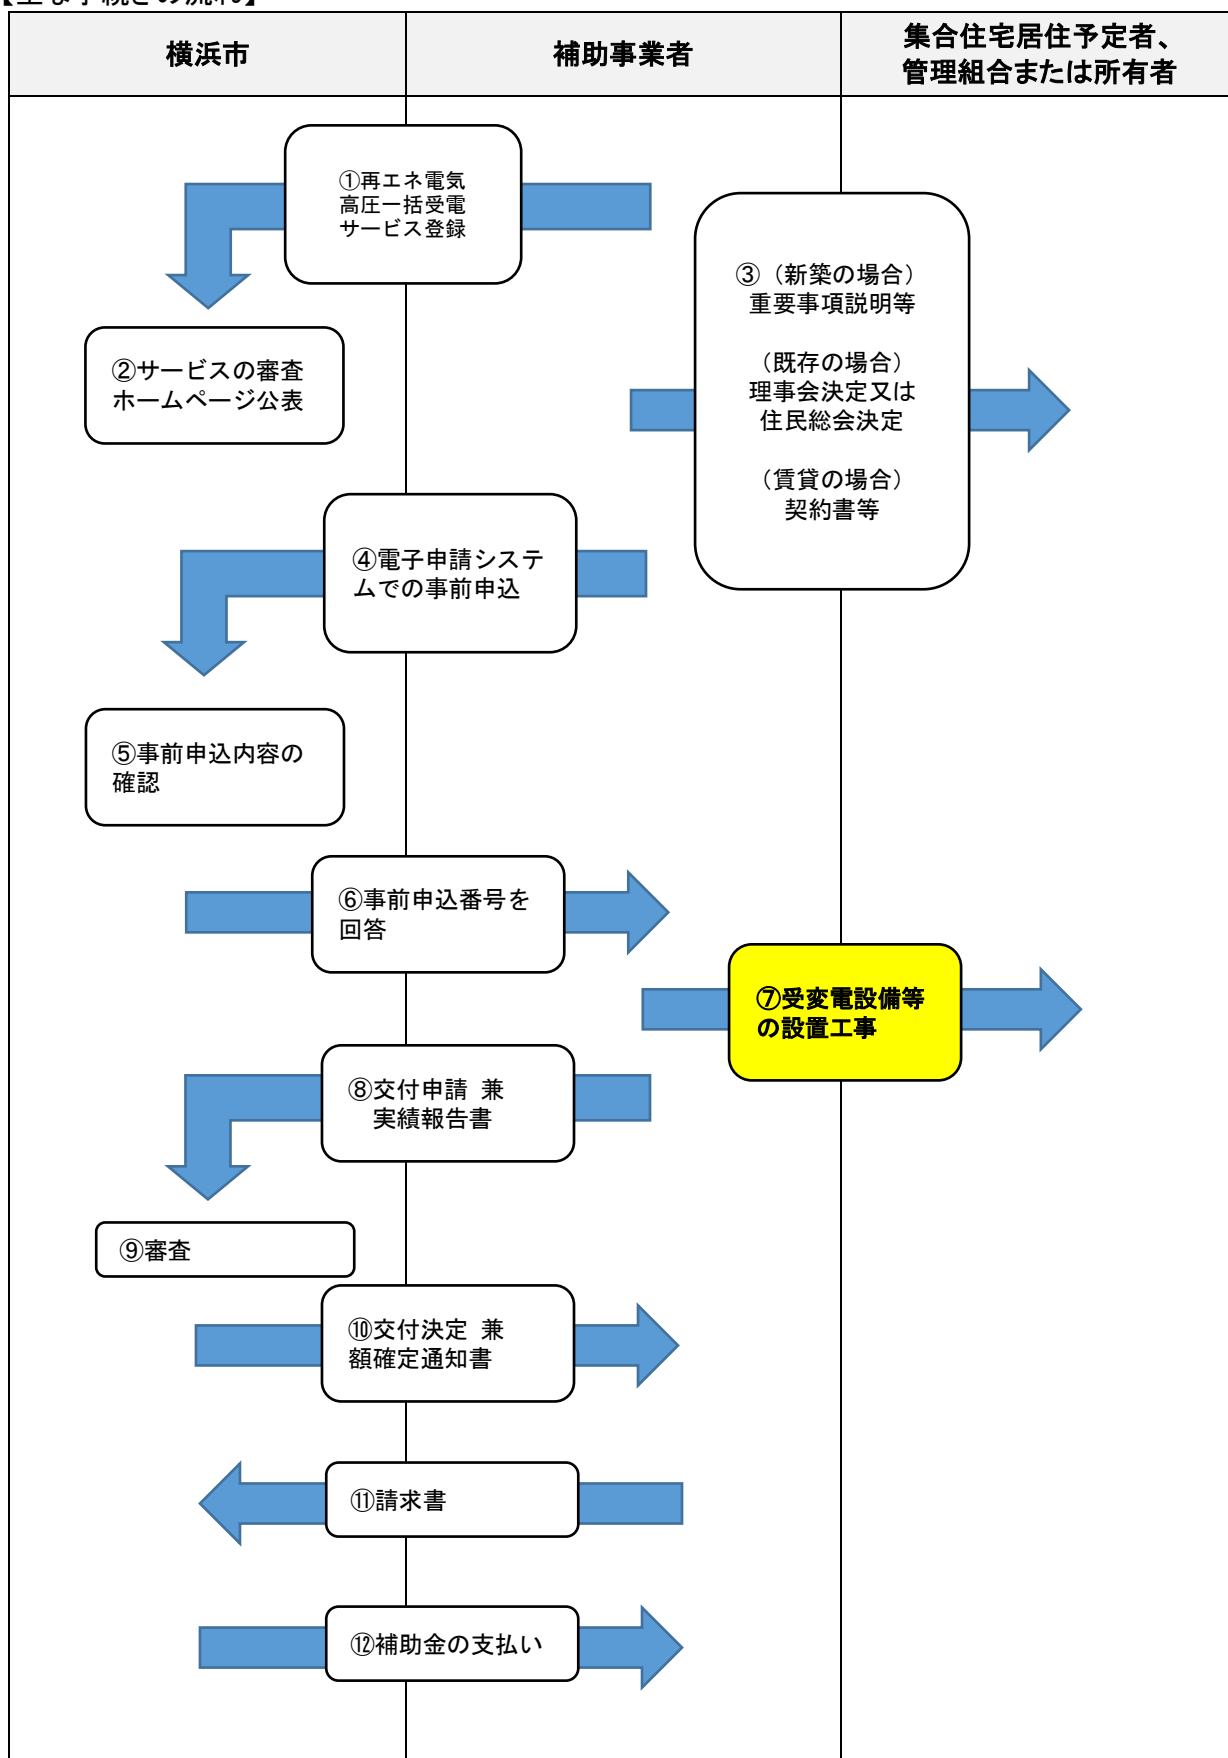 【主な手続きの流れ】
横浜市
補助事業者
集合住宅居住予定者、
管理組合または所有者
①再エネ電気
高圧一括受電
サービス登録
②サービスの審査
ホームページ公表
③（新築の場合）
重要事項説明等
（既存の場合）
理事会決定又は
住民総会決定
（賃貸の場合）
契約書等
④電子申請システ
ムでの事前申込
⑤事前申込内容の
確認
⑥事前申込番号を
回答
⑦受変電設備等
の設置工事
⑧交付申請 兼
実績報告書
⑨審査
⑩交付決定 兼
額確定通知書
⑪請求書
⑫補助金の支払い